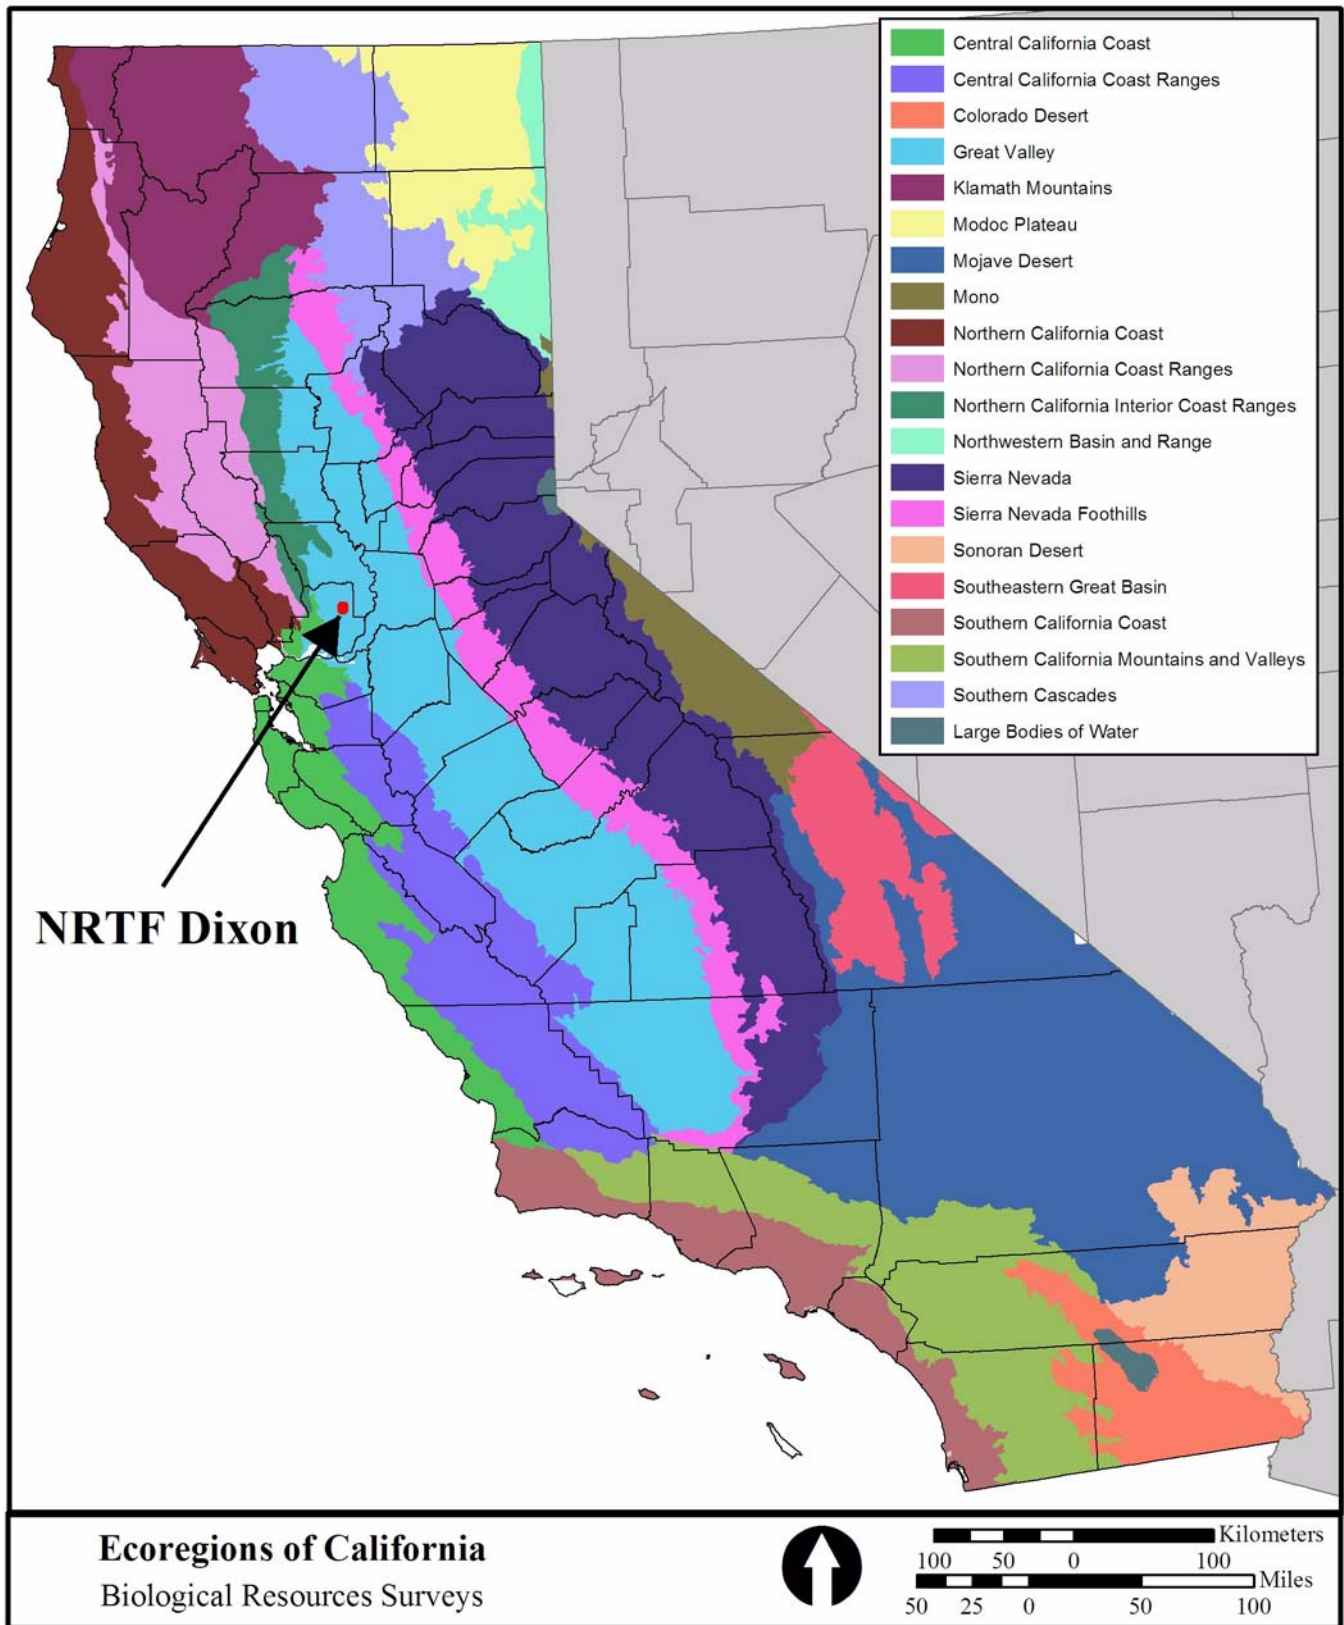 Central California Coast
Central California Coast Ranges
Colorado Desert
Great Valley
Klamath Mountains
Modoc Plateau
Mojave Desert
Mono
Northern California Coast
Northern California Coast Ranges
Northern California Interior Coast Ranges
Northwestern Basin and Range
Sierra Nevada
Sierra Nevada Foothills
Sonoran Desert
Southeastern Great Basin
Southern California Coast
Southern California Mountains and Valleys
Southern Cascades
Large Bodies of Water
NRTF Dixon
Ecoregions of California
Biological Resources Surveys
Kilometers
100 50 0 100
Miles
50 25 0 50 100